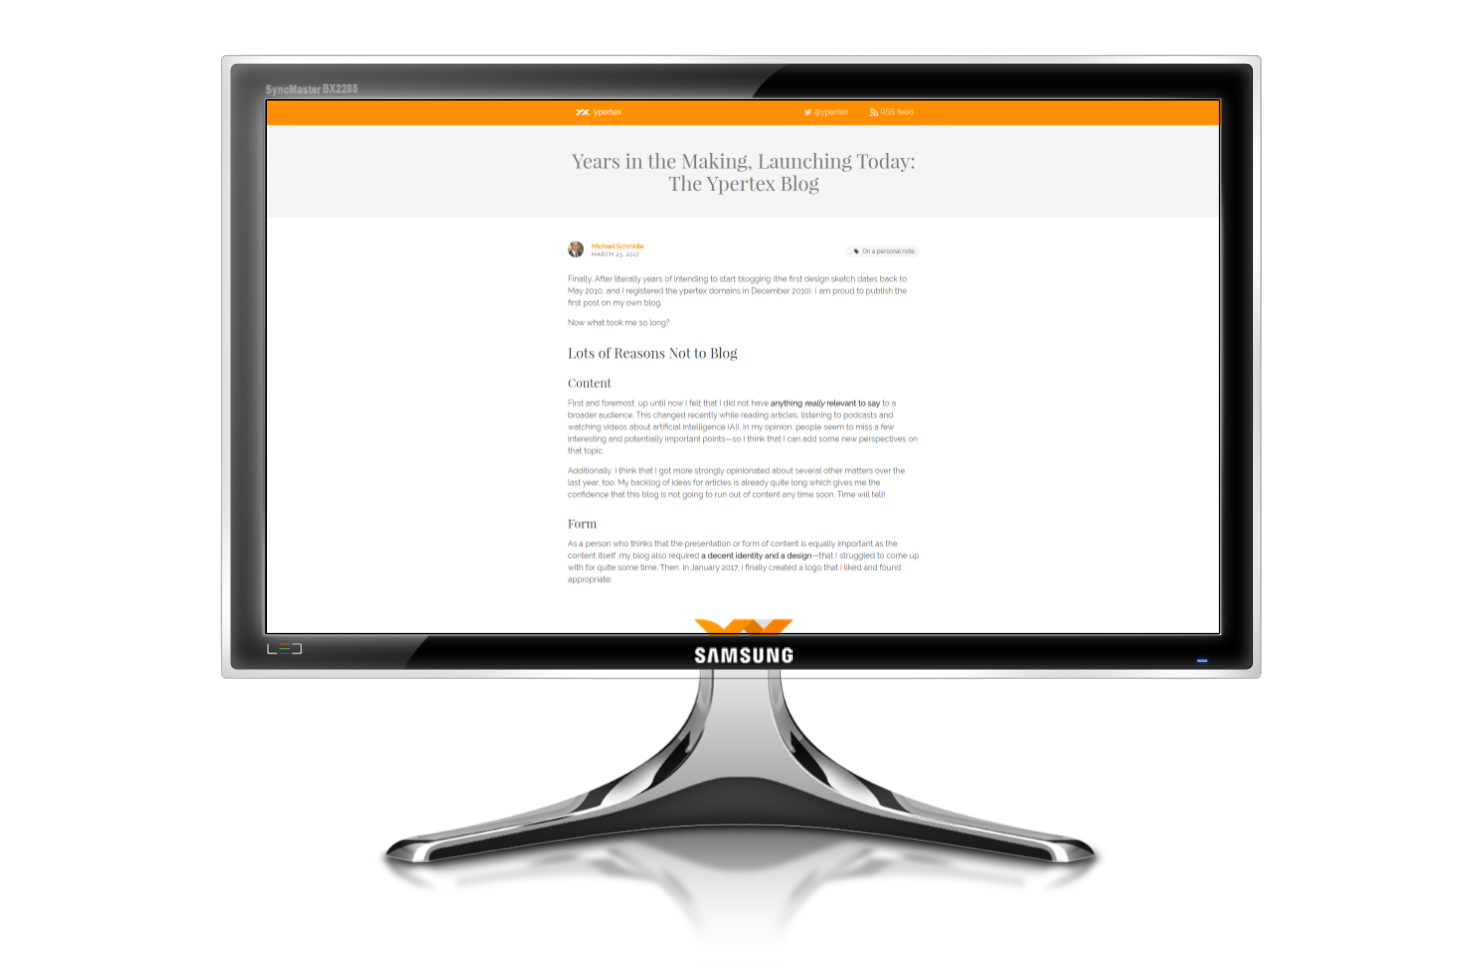 SyncMaster BX2285
ypertex
@ypertex
RSS feed
Years in the Making, Launching Today:
The Ypertex Blog
Michael Schmidle
MARCH 23, 2017
On a personal note
Finally. After literally years of intending to start blogging (the first design sketch dates back to
May 2010, and I registered the ypertex domains in December 2010), I am proud to publish the
first post on my own blog.
Now what took me so long?
Lots of Reasons Not to Blog
Content
First and foremost, up until now I felt that I did not have anything really relevant to say to a
broader audience. This changed recently while reading articles, listening to podcasts and
watching videos about artificial intelligence (AI). In my opinion, people seem to miss a few
interesting and potentially important points—so I think that I can add some new perspectives on
that topic.
Additionally, I think that I got more strongly opinionated about several other matters over the
last year, too. My backlog of ideas for articles is already quite long which gives me the
confidence that this blog is not going to run out of content any time soon. Time will tell!
Form
As a person who thinks that the presentation or form of content is equally important as the
content itself, my blog also required a decent identity and a design—that I struggled to come up
with for quite some time. Then, in January 2017, I finally created a logo that I liked and found
appropriate:
LED
SAMSUNG